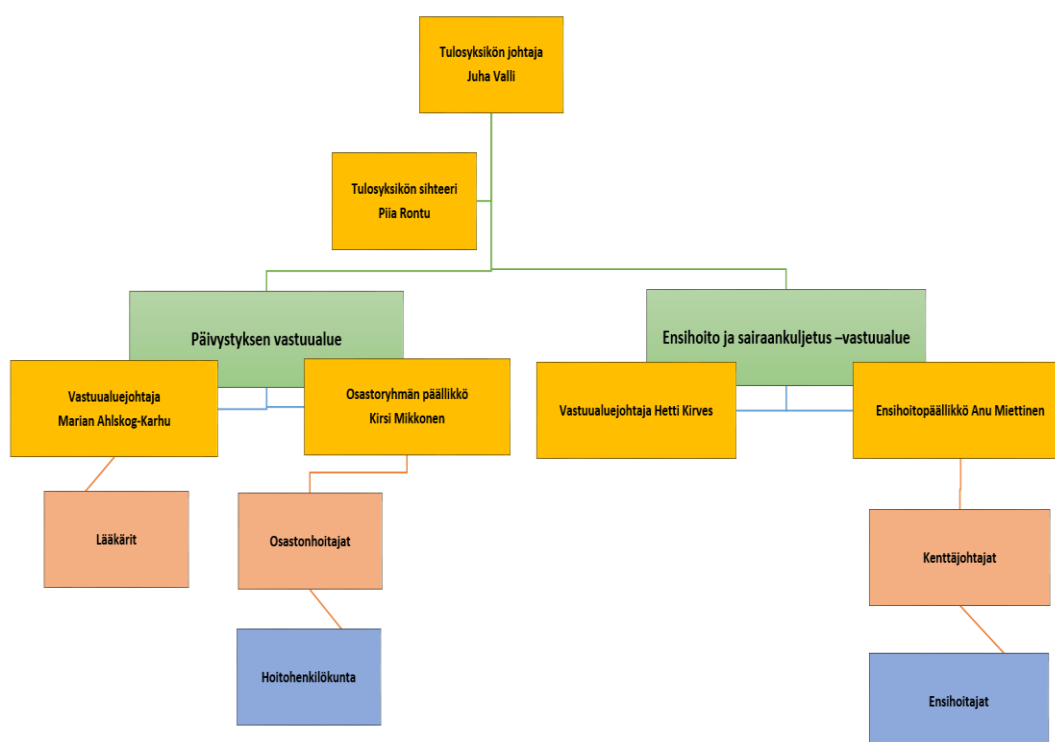 Tulosyksikön johtaja
Juha Valli
Tulosyksikön sihteeri
Piia Rontu
Päivystyksen vastuualue
Ensihoito ja sairaankuljetus –vastuualue
Vastuualuejohtaja
Marian Ahlskog-Karhu
Osastoryhmän päällikkö
Kirsi Mikkonen
Vastuualuejohtaja Hetti Kirves
Ensihoitopäällikkö Anu Miettinen
Lääkärit
Osastonhoitajat
Kenttäjohtajat
Hoitohenkilökunta
Ensihoitajat